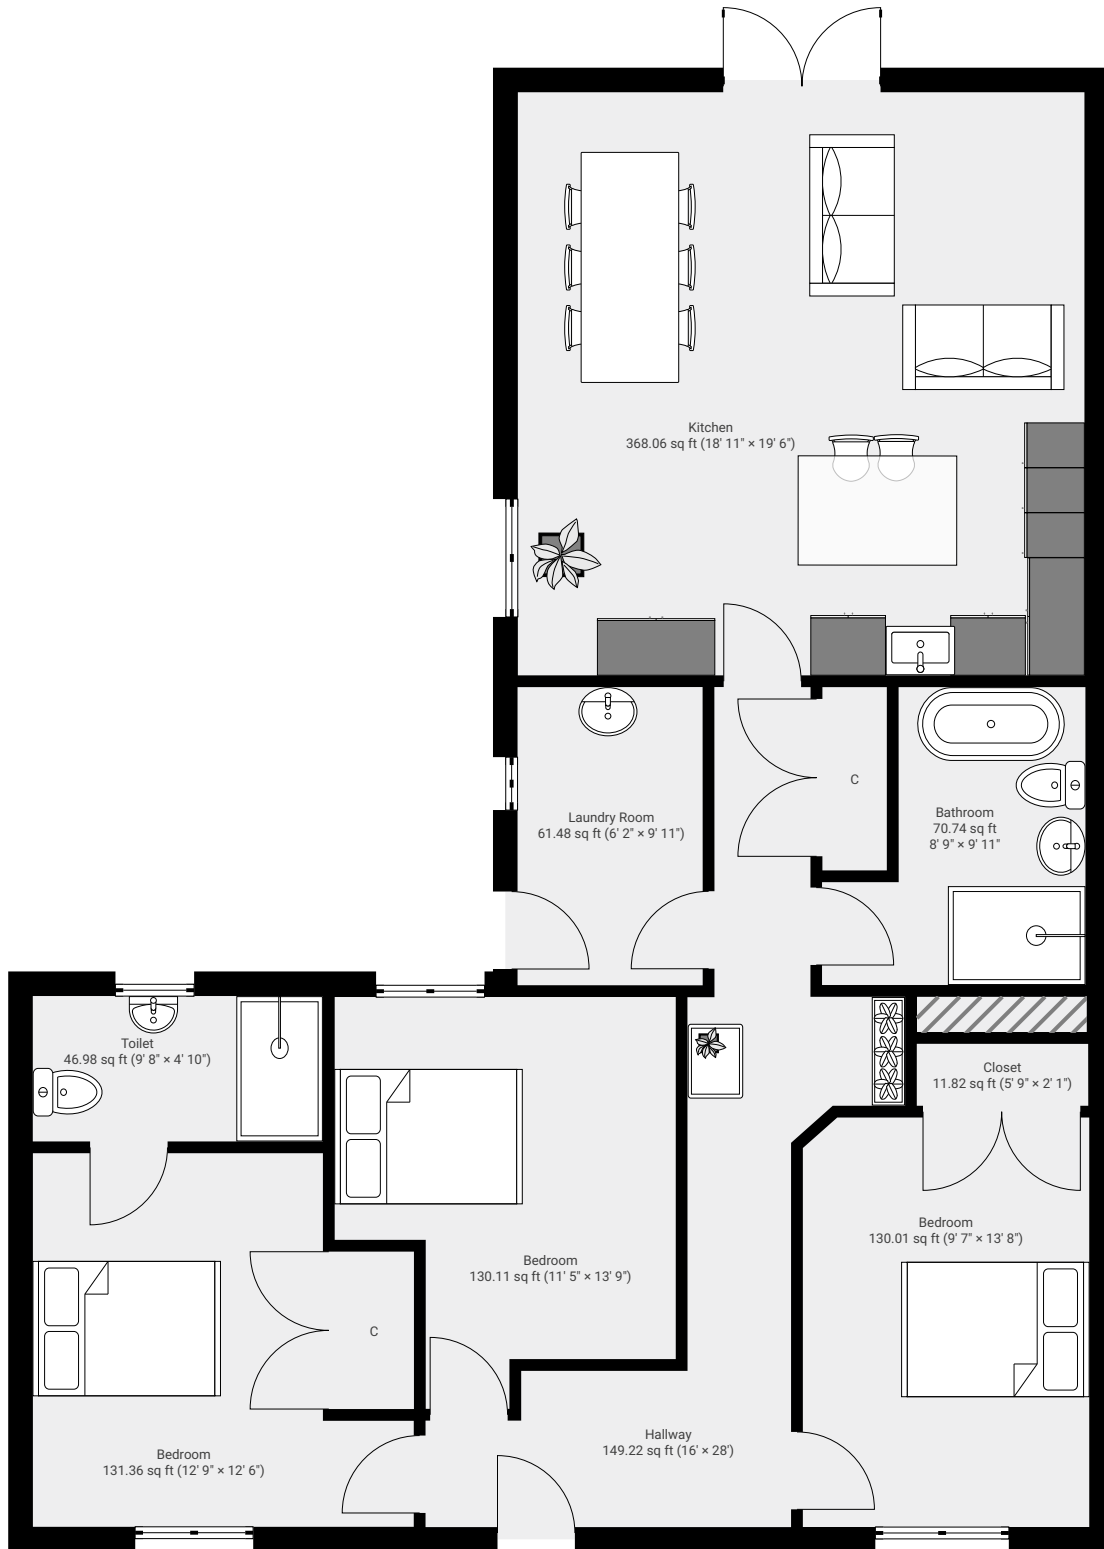 Kitchen
368.06 sq ft (18' 11" × 19' 6")
C
Laundry Room
61.48 sq ft (6' 2" × 9' 11")
Bathroom
70.74 sq ft
8' 9" × 9' 11"
Toilet
46.98 sq ft (9' 8" × 4' 10")
Closet
11.82 sq ft (5' 9" × 2' 1")
Bedroom
130.01 sq ft (9' 7" × 13' 8")
Bedroom
130.11 sq ft (11' 5" × 13' 9")
C
Hallway
149.22 sq ft (16' × 28')
Bedroom
131.36 sq ft (12' 9" × 12' 6")